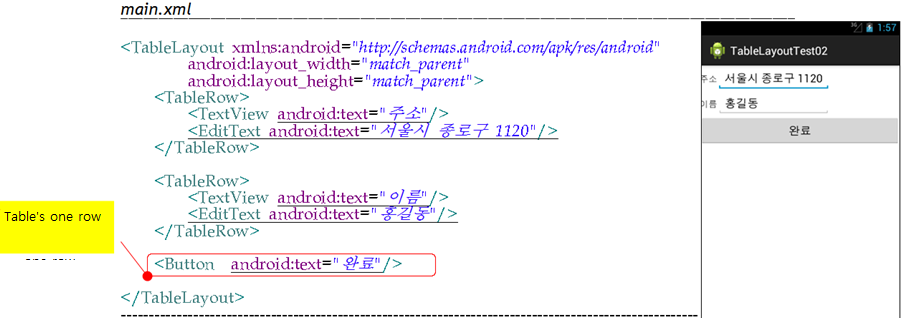 main.xml
<TableLayout xmlns:android="http://schemas.android.com/apk/res/android"
android:layout_width="match_parent"
android:layout_height="match_parent">
<TableRow>
<TextView android:text="주소"/>
<EditText android:text="서울시 종로구 1120"/>
</TableRow>
<TableRow>
<TextView android:text="이름"/>
<EditText android:text="홍길동"/>
</TableRow>
Table's one row
<Button android:text="완료"/>
</TableLayout>
3G 1:57
TableLayoutTest02
주소 서울시 종로구 1120
이름 홍길동
완료